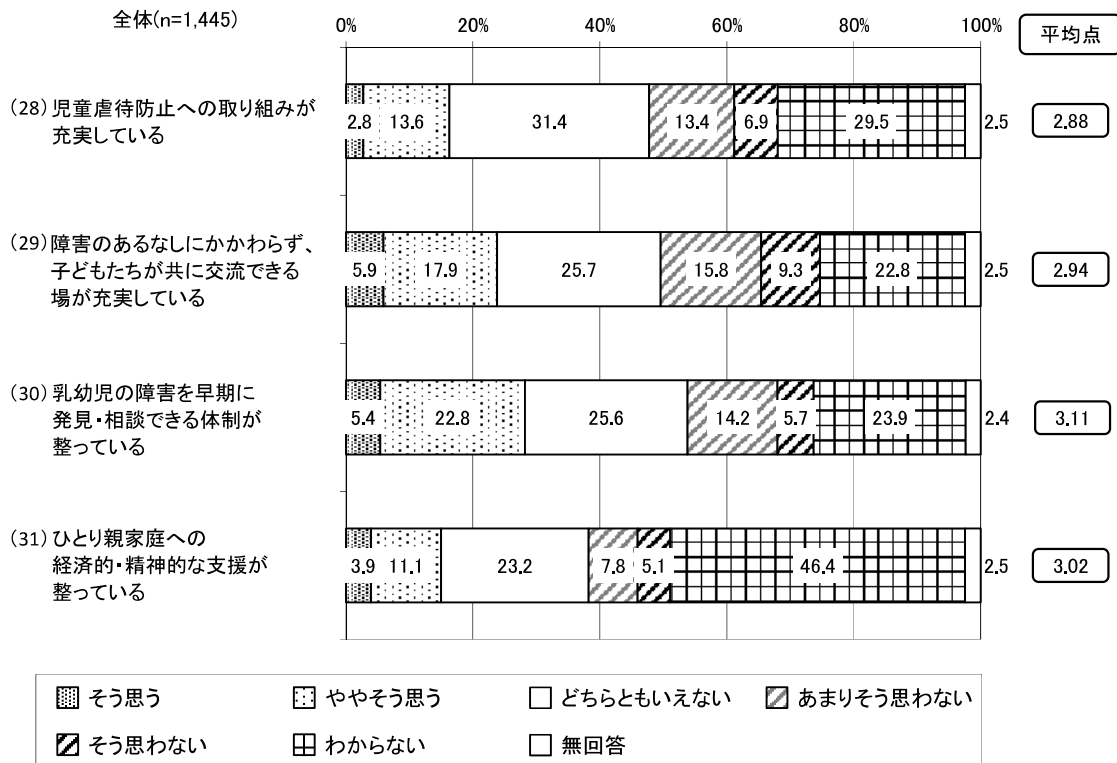 全体(n=1,445)
0% 20% 40% 60% 80% 100%
平均点
(28) 児童虐待防止への取り組みが
充実している
2.8 13.6 31.4 13.4 6.9 29.5 2.5 2.88
(29) 障害のあるなしにかかわらず、
子どもたちが共に交流できる
場が充実している
5.9 17.9 25.7 15.8 9.3 22.8 2.5 2.94
(30) 乳幼児の障害を早期に
発見・相談できる体制が
整っている
5.4 22.8 25.6 14.2 5.7 23.9 2.4 3.11
(31) ひとり親家庭への
経済的・精神的な支援が
整っている
3.9 11.1 23.2 7.8 5.1 46.4 2.5 3.02
そう思う ややそう思う どちらともいえない あまりそう思わない
そう思わない わからない 無回答